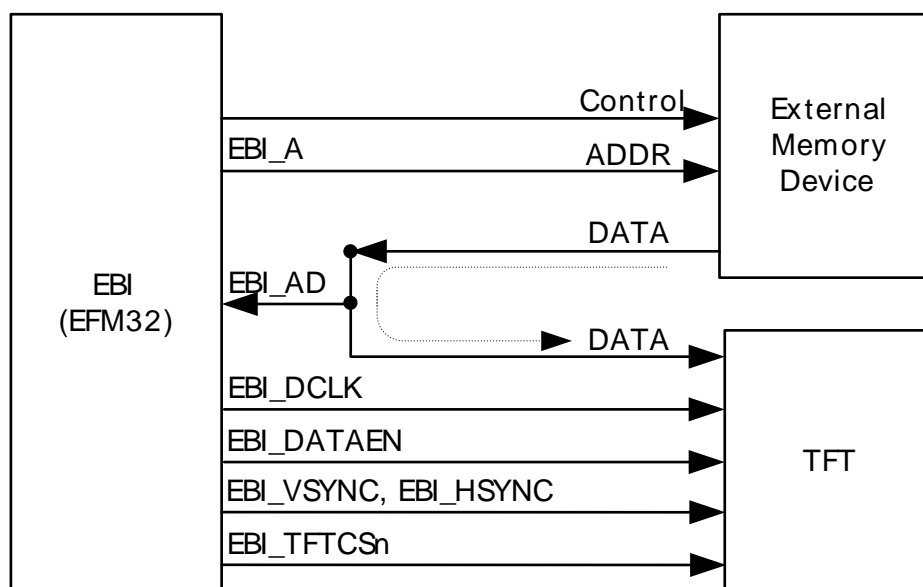 Control
External
Memory
Device
EBI_A
ADDR
DATA
EBI
(EFM32)
EBI_AD
DATA
EBI_DCLK
EBI_DATAEN
TFT
EBI_VSYNC, EBI_HSYNC
EBI_TFTCSn